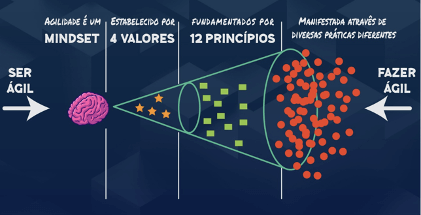 AGILIDADE É UM
MINDSET
ESTABELECIDO POR
4 VALORES
FUNDAMENTADOS POR
12 PRINCÍPIOS
MANIFESTADA ATRAVÉS DE
DIVERSAS PRÁTICAS DIFERENTES
SER
ÁGIL
FAZER
ÁGIL